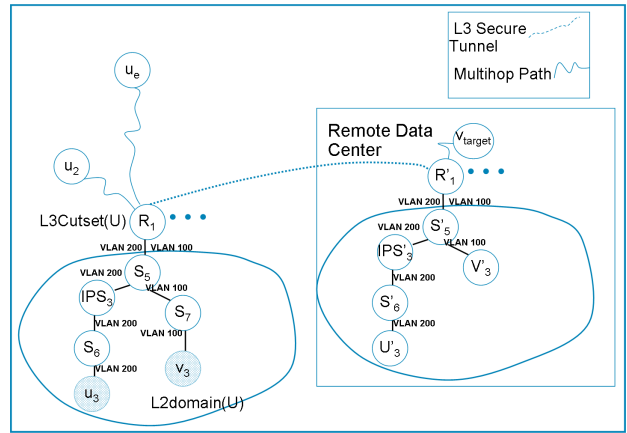 L3 Secure
Tunnel
Multihop Path
ue
Remote Data
Center
vtarget
u2
R'1
L3Cutset(U)
R1
VLAN 200
VLAN 100
S'5
VLAN 200
VLAN 100
VLAN 200
VLAN 100
IPS'3
V'3
S5
VLAN 200
VLAN 100
VLAN 200
IPS3
S7
S'6
VLAN 200
VLAN 100
VLAN 200
S6
U'3
VLAN 200
v3
u3
L2domain(U)